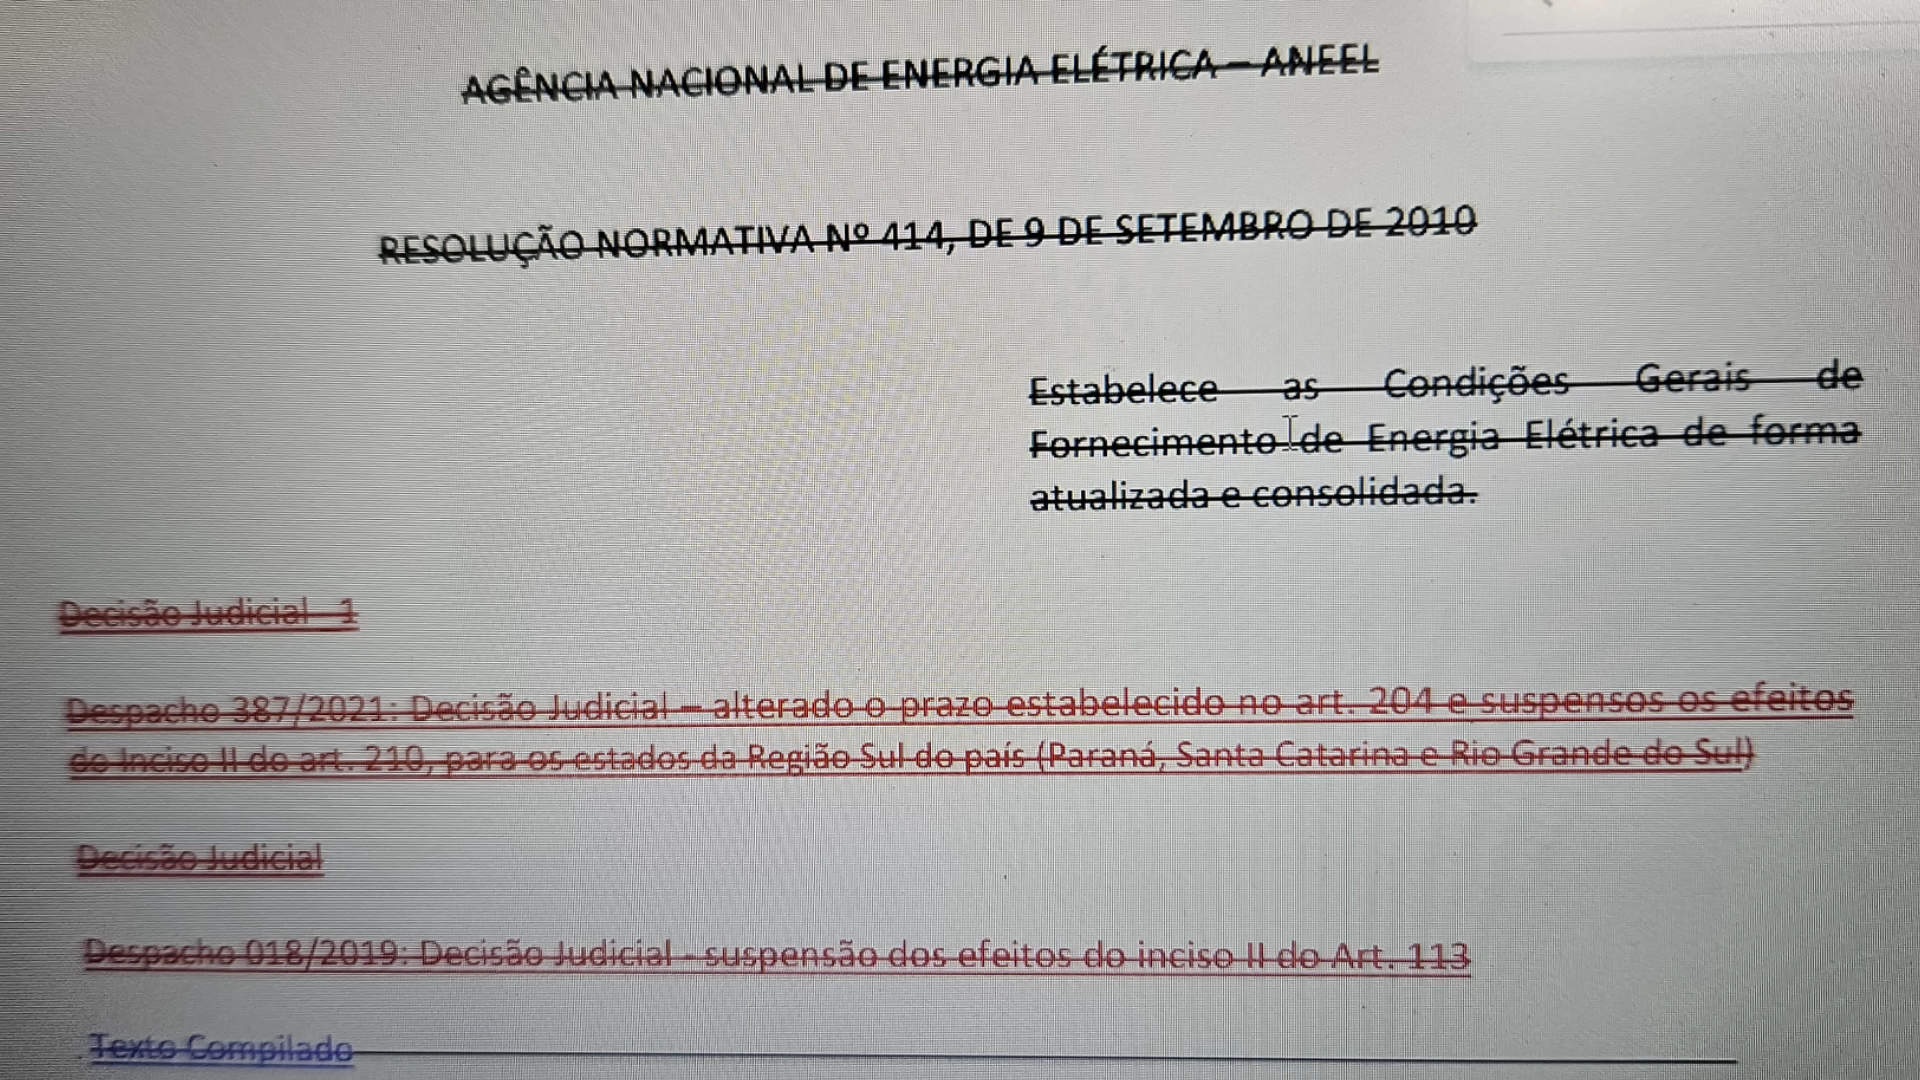 AGÊNCIA NACIONAL DE ENERGIA ELÉTRICA – ANEEL
RESOLUÇÃO NORMATIVA Nº 414, DE 9 DE SETEMBRO DE 2010
Estabelece as Condições Gerais de
Fornecimento de Energia Elétrica de forma
atualizada e consolidada.
Decisão Judicial 1
Despacho 387/2021: Decisão Judicial – alterado o prazo estabelecido no art. 204 e suspensos os efeitos
do Inciso II do art. 210, para os estados da Região Sul do país (Paraná, Santa Catarina e Rio Grande do Sul)
Decisão Judicial
Despacho 018/2019: Decisão Judicial - suspensão dos efeitos do inciso II do Art. 113
Texto Compilado